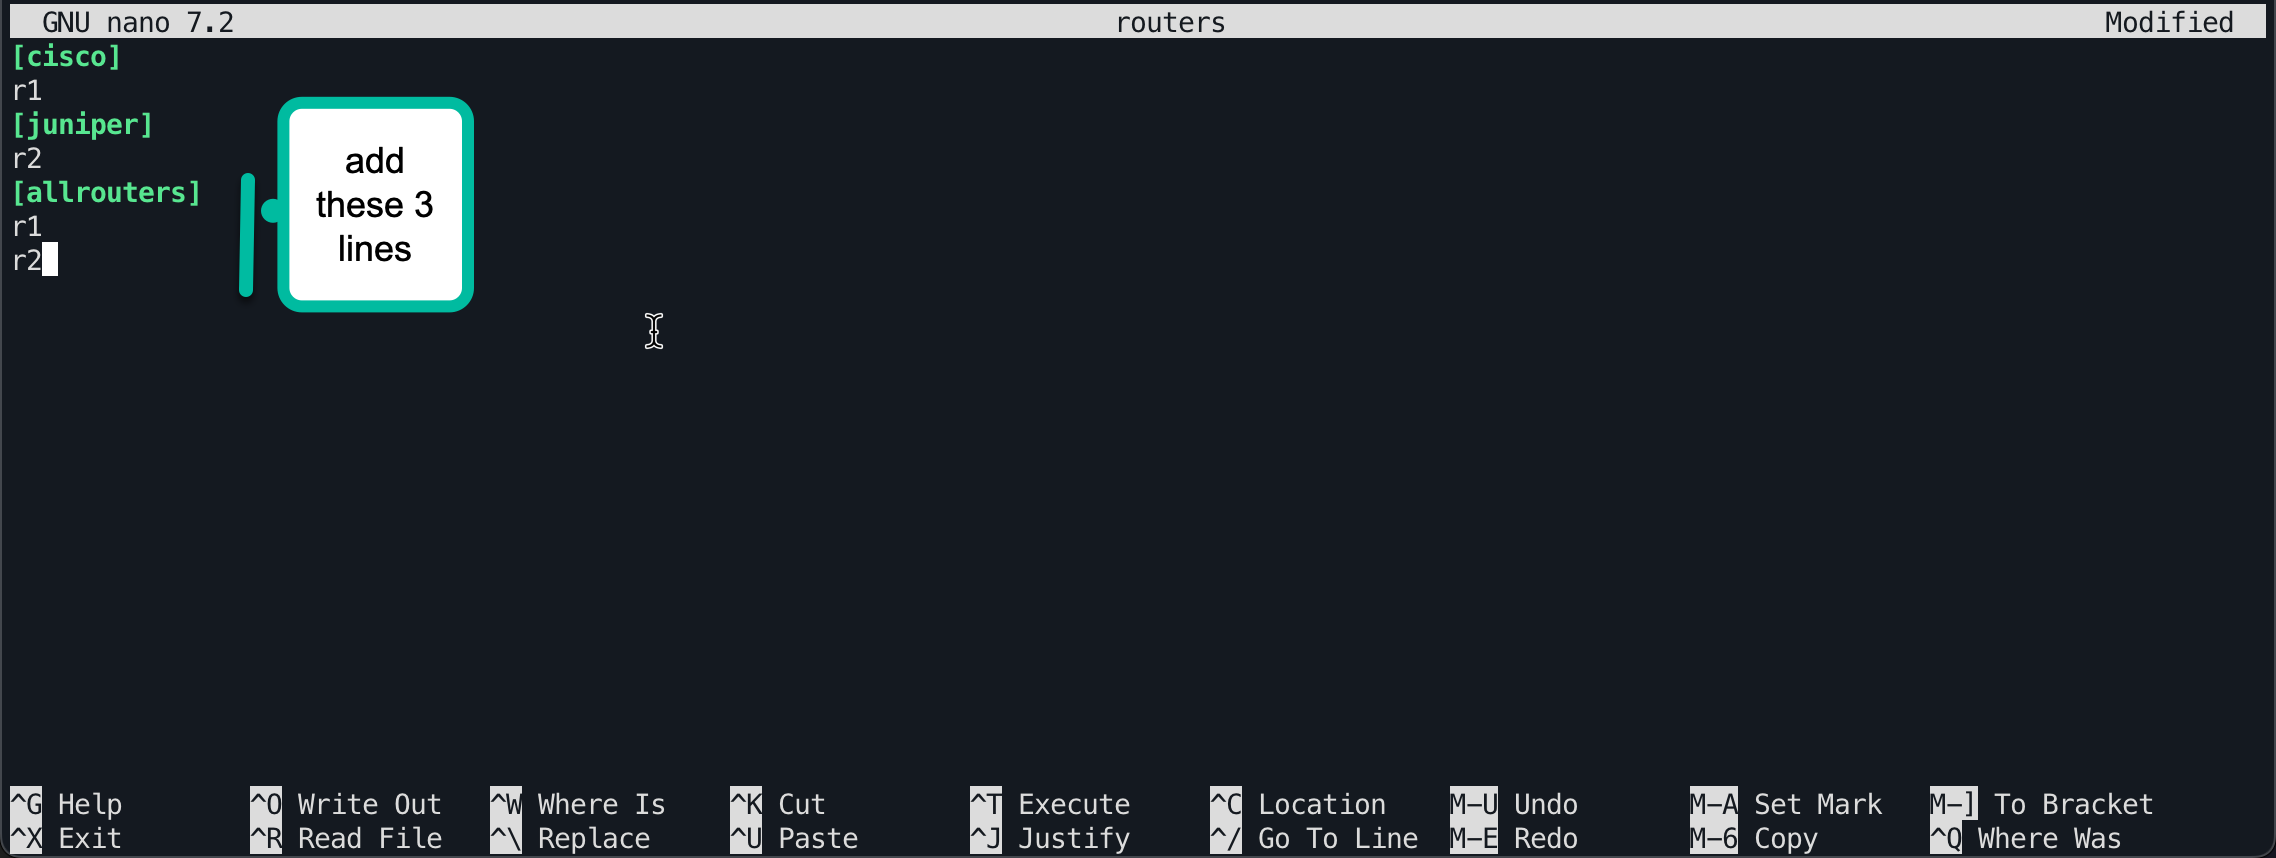 GNU nano 7.2 routers Modified
[cisco]
r1
[juniper]
r2
[allrouters]
r1
r2
add
these 3
lines
^G Help ^O Write Out ^W Where Is ^K Cut ^T Execute ^C Location M-U Undo M-A Set Mark M-] To Bracket
^X Exit ^R Read File ^\ Replace ^U Paste ^J Justify ^/ Go To Line M-E Redo M-6 Copy ^Q Where Was